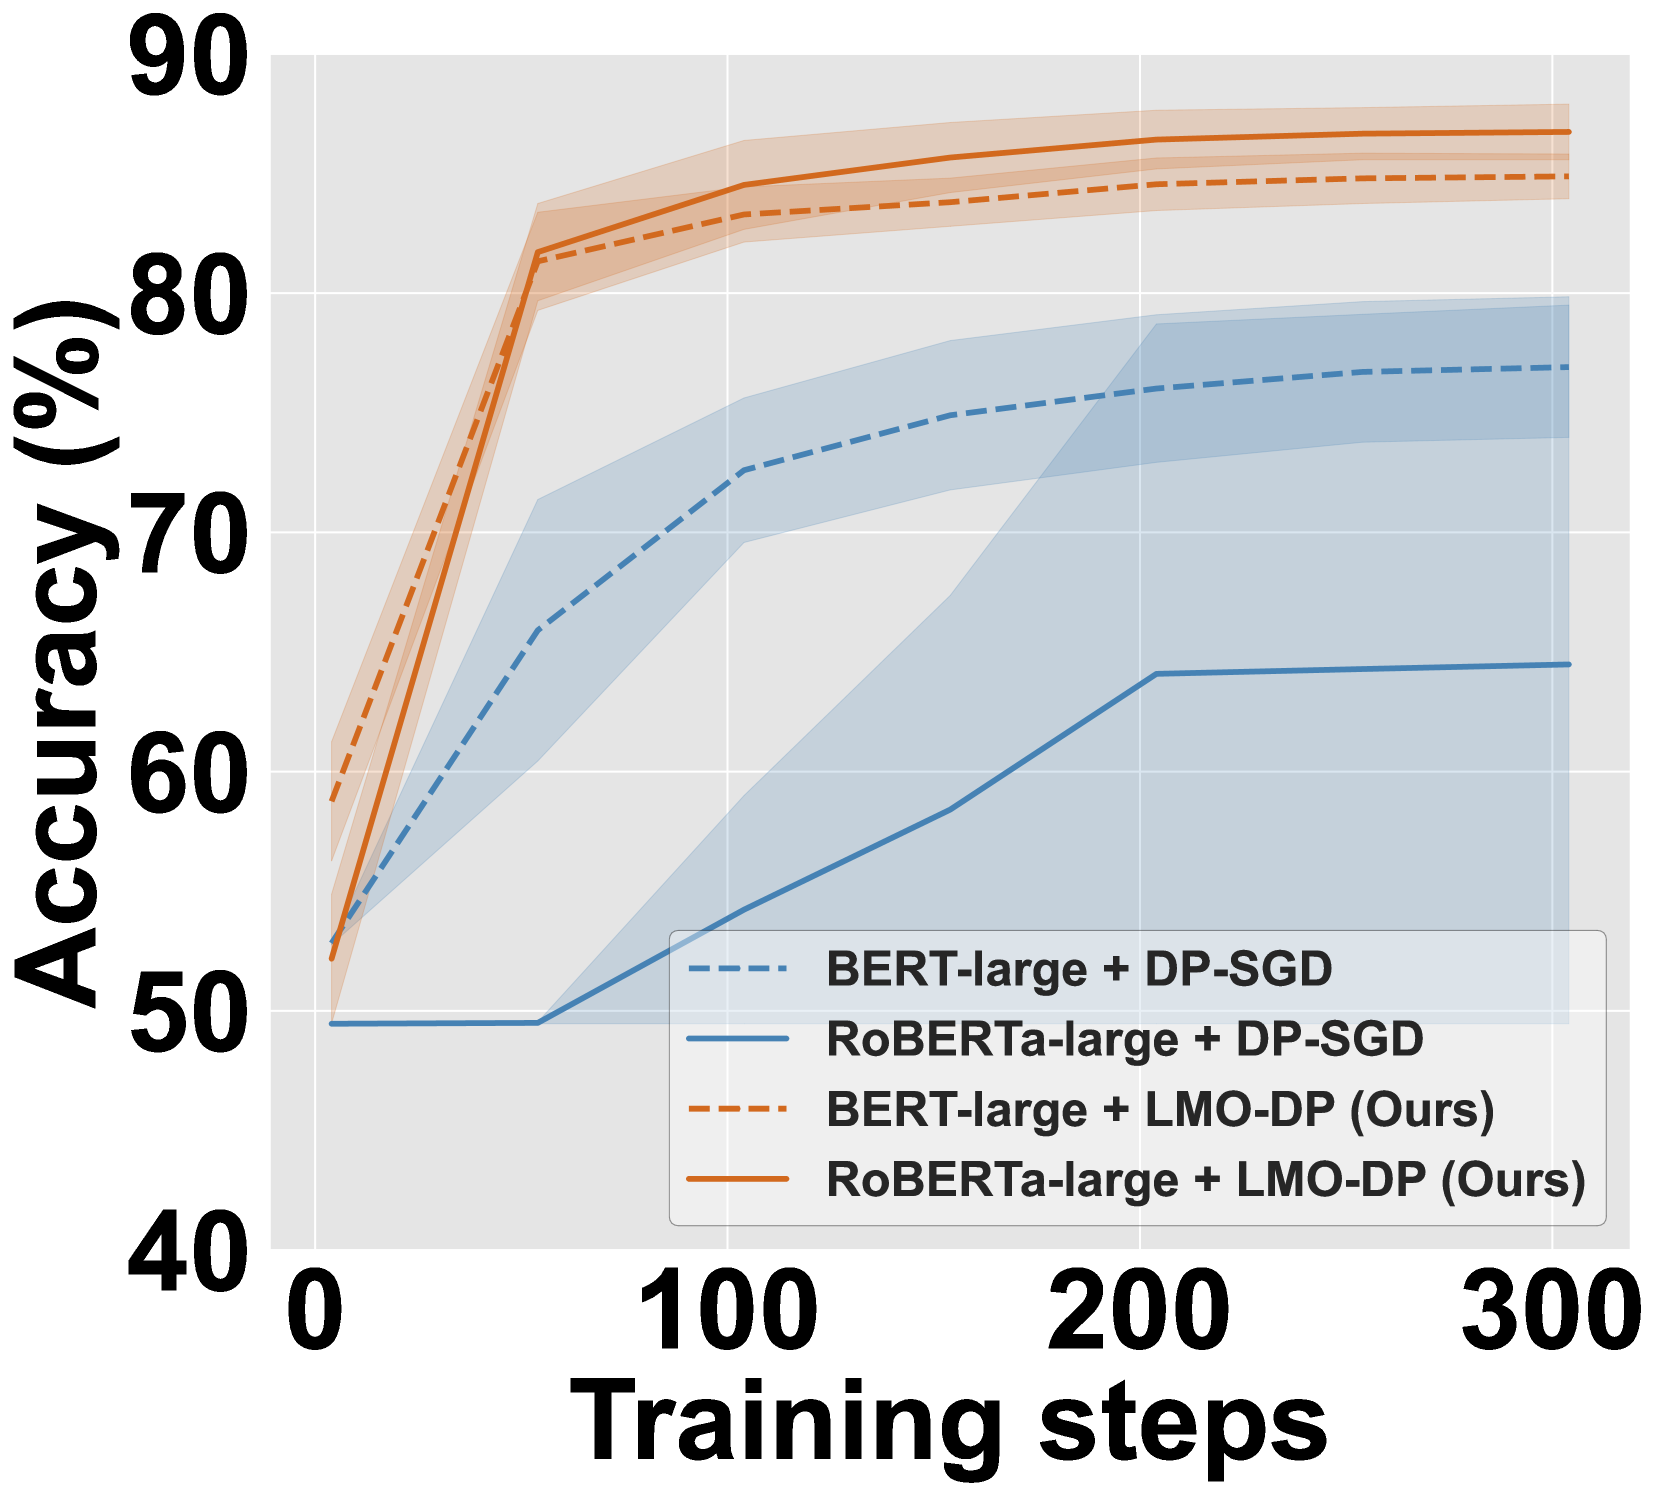 90
80
70
60
50
40
Accuracy (%)
BERT-large + DP-SGD
RoBERTa-large + DP-SGD
BERT-large + LMO-DP (Ours)
RoBERTa-large + LMO-DP (Ours)
0 100 200 300
Training steps